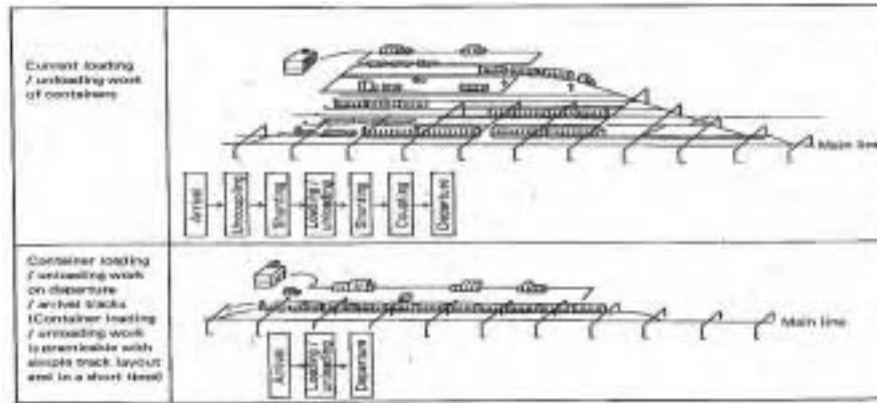 Current loading
/ unloading work
of containers
Main line
Arrival
Uncoupling
Shunting
Loading /
unloading
Shunting
Coupling
Departure
Container loading
/ unloading work
on departure
/ arrival tracks
(Container loading
/ unloading work
is practicable with
simple track layout
and in a short time)
Main line
Arrival
Loading /
unloading
Departure